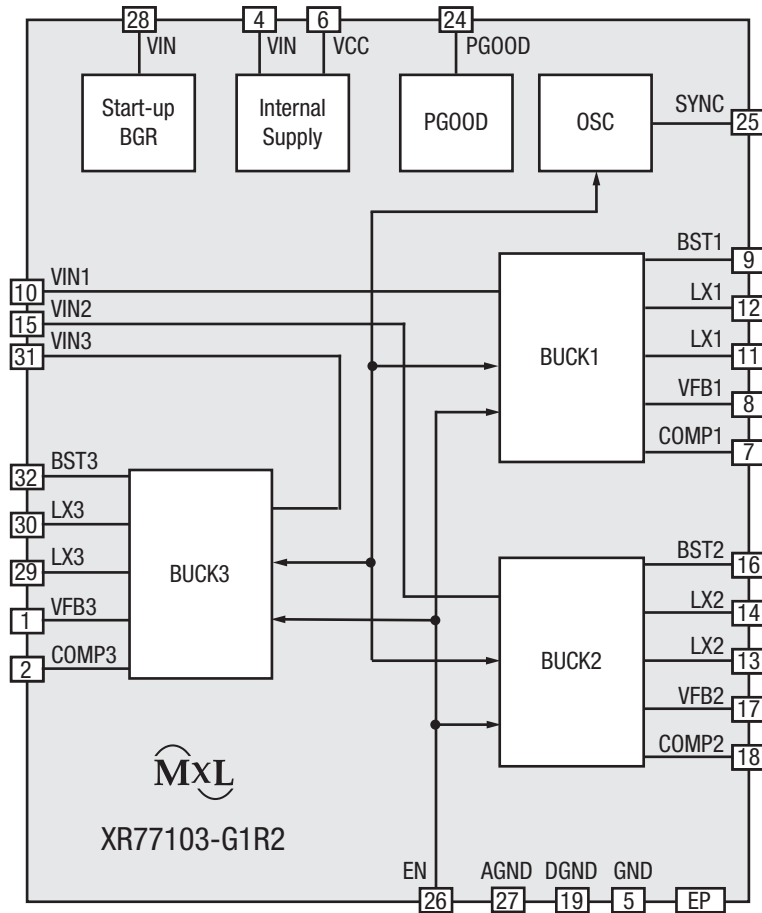 28
4
6
24
VIN
VIN
VCC
PGOOD
Start-up
BGR
Internal
Supply
PGOOD
OSC
SYNC
25
10
VIN1
15
VIN2
31
VIN3
BUCK1
BST1
9
LX1
12
LX1
11
VFB1
8
COMP1
7
32
BST3
30
LX3
29
LX3
1
VFB3
2
COMP3
BUCK3
BUCK2
BST2
16
LX2
14
LX2
13
VFB2
17
COMP2
18
MxL
XR77103-G1R2
EN
AGND
DGND
GND
26
27
19
5
EP